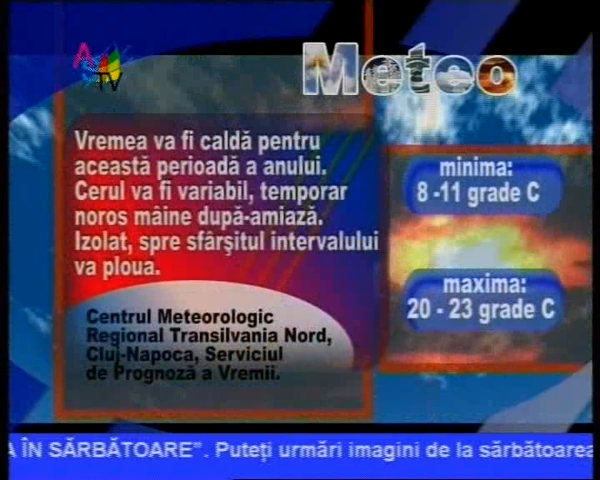 A TV
Meteo
Vremea va fi caldă pentru
această perioadă a anului.
Cerul va fi variabil, temporar
noros mâine după-amiază.
Izolat, spre sfârşitul intervalului
va ploua.
minima:
8 -11 grade C
maxima:
20 - 23 grade C
Centrul Meteorologic
Regional Transilvania Nord,
Cluj-Napoca, Serviciul
de Prognoză a Vremii.
A ÎN SĂRBĂTOARE". Puteţi urmări imagini de la sărbătoarea